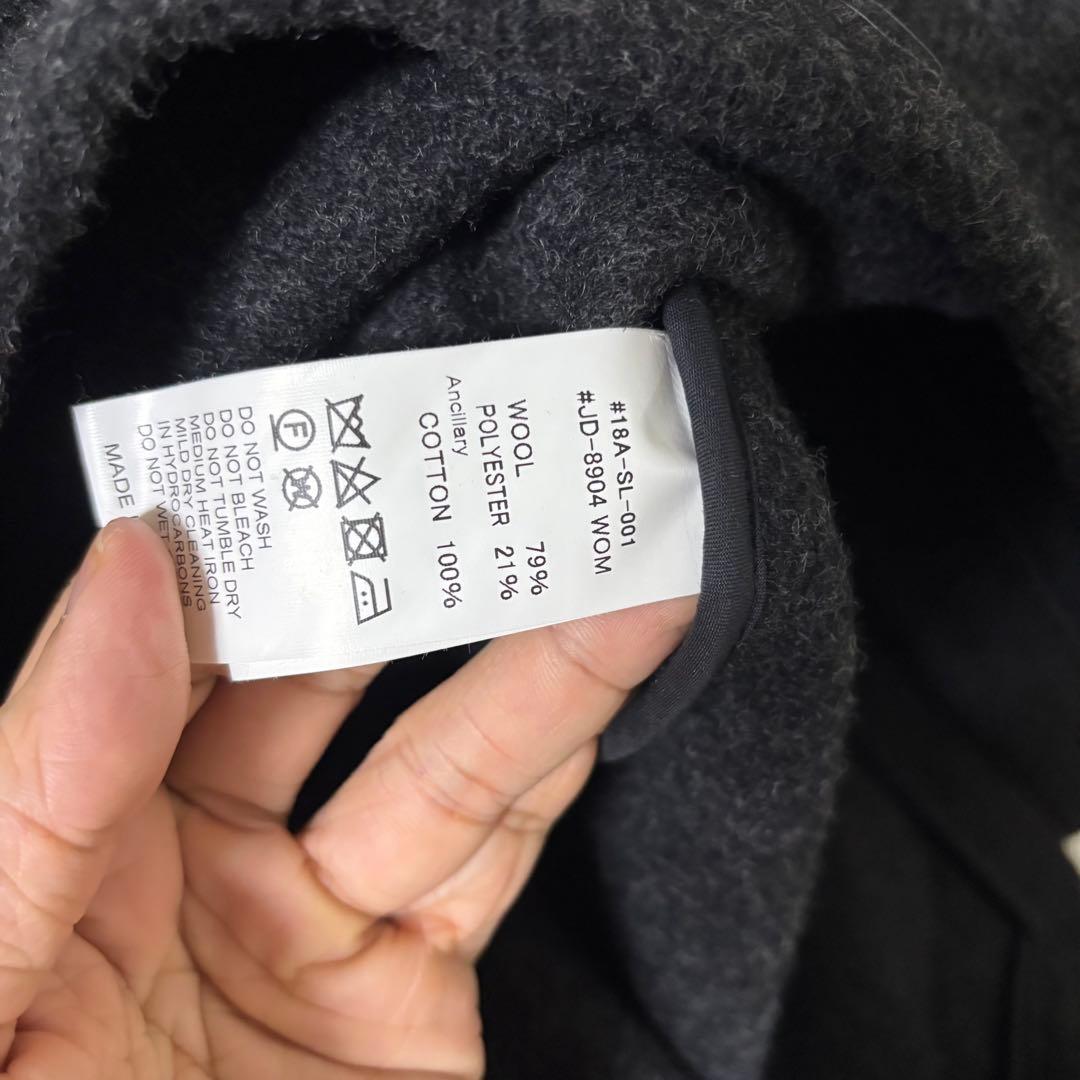 #18A-SL-001
#JD-8904 WOM
WOOL 79%
POLYESTER 21%
Ancillary
COTTON 100%
F
DO NOT WASH
DO NOT BLEACH
DO NOT TUMBLE DRY
MEDIUM HEAT IRON
MILD DRY CLEANING
IN HYDROCARBONS
DO NOT WET
MADE